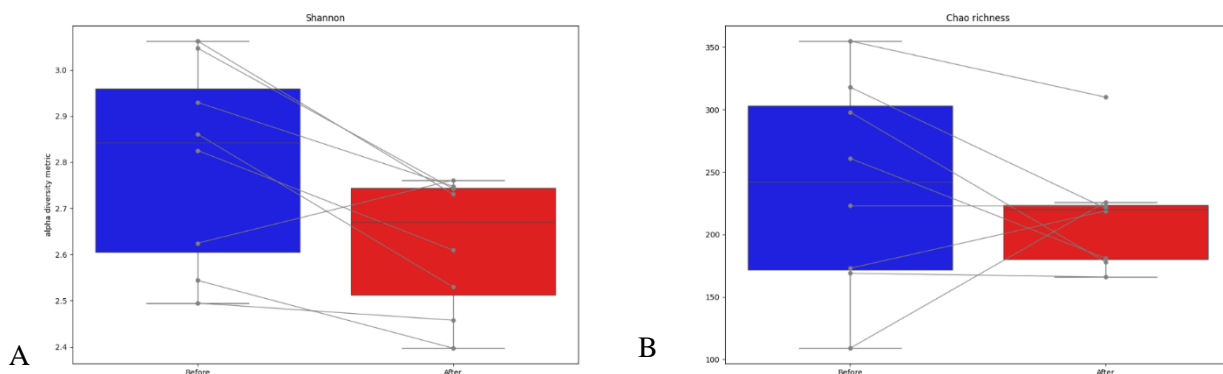 Shannon
alpha diversity metric
3.0
2.9
2.8
2.7
2.6
2.5
2.4
Before
After
A
Chao richness
350
300
250
200
150
100
Before
After
B